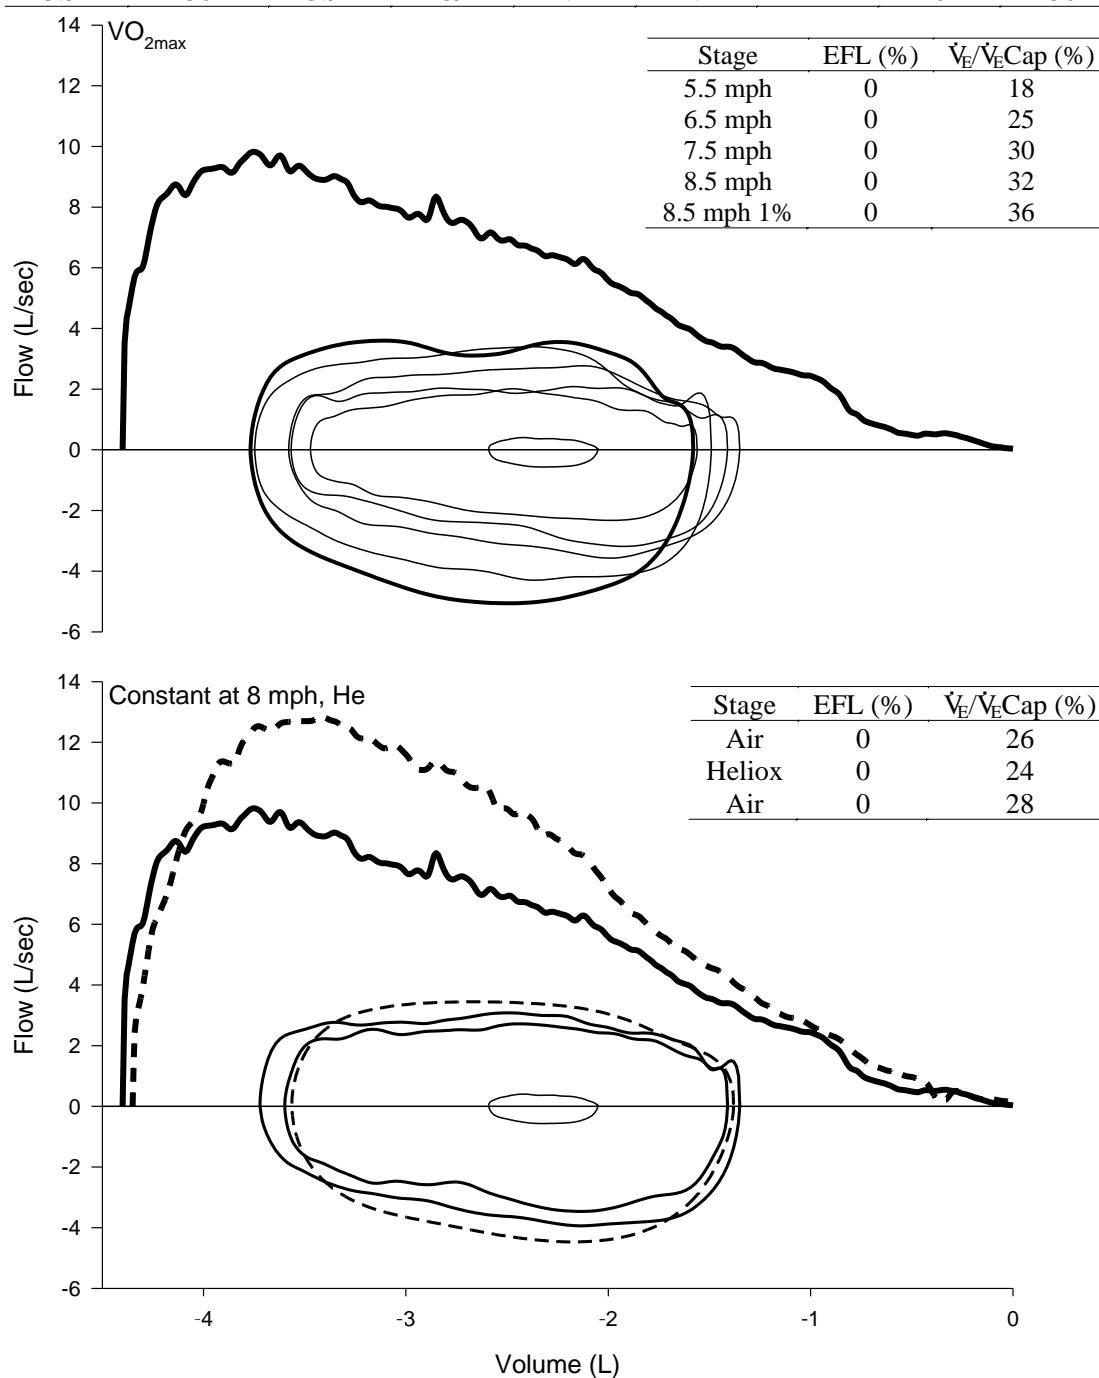 VO2max
Stage EFL (%) V̇E/V̇ECap (%)
5.5 mph 0 18
6.5 mph 0 25
7.5 mph 0 30
8.5 mph 0 32
8.5 mph 1% 0 36
14
12
10
8
6
4
2
0
-2
-4
-6
Flow (L/sec)
Constant at 8 mph, He
Stage EFL (%) V̇E/V̇ECap (%)
Air 0 26
Heliox 0 24
Air 0 28
14
12
10
8
6
4
2
0
-2
-4
-6
Flow (L/sec)
-4 -3 -2 -1 0
Volume (L)